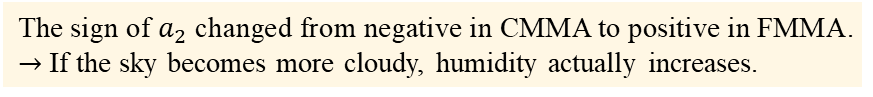 The sign of a₂ changed from negative in CMMA to positive in FMMA.
→ If the sky becomes more cloudy, humidity actually increases.